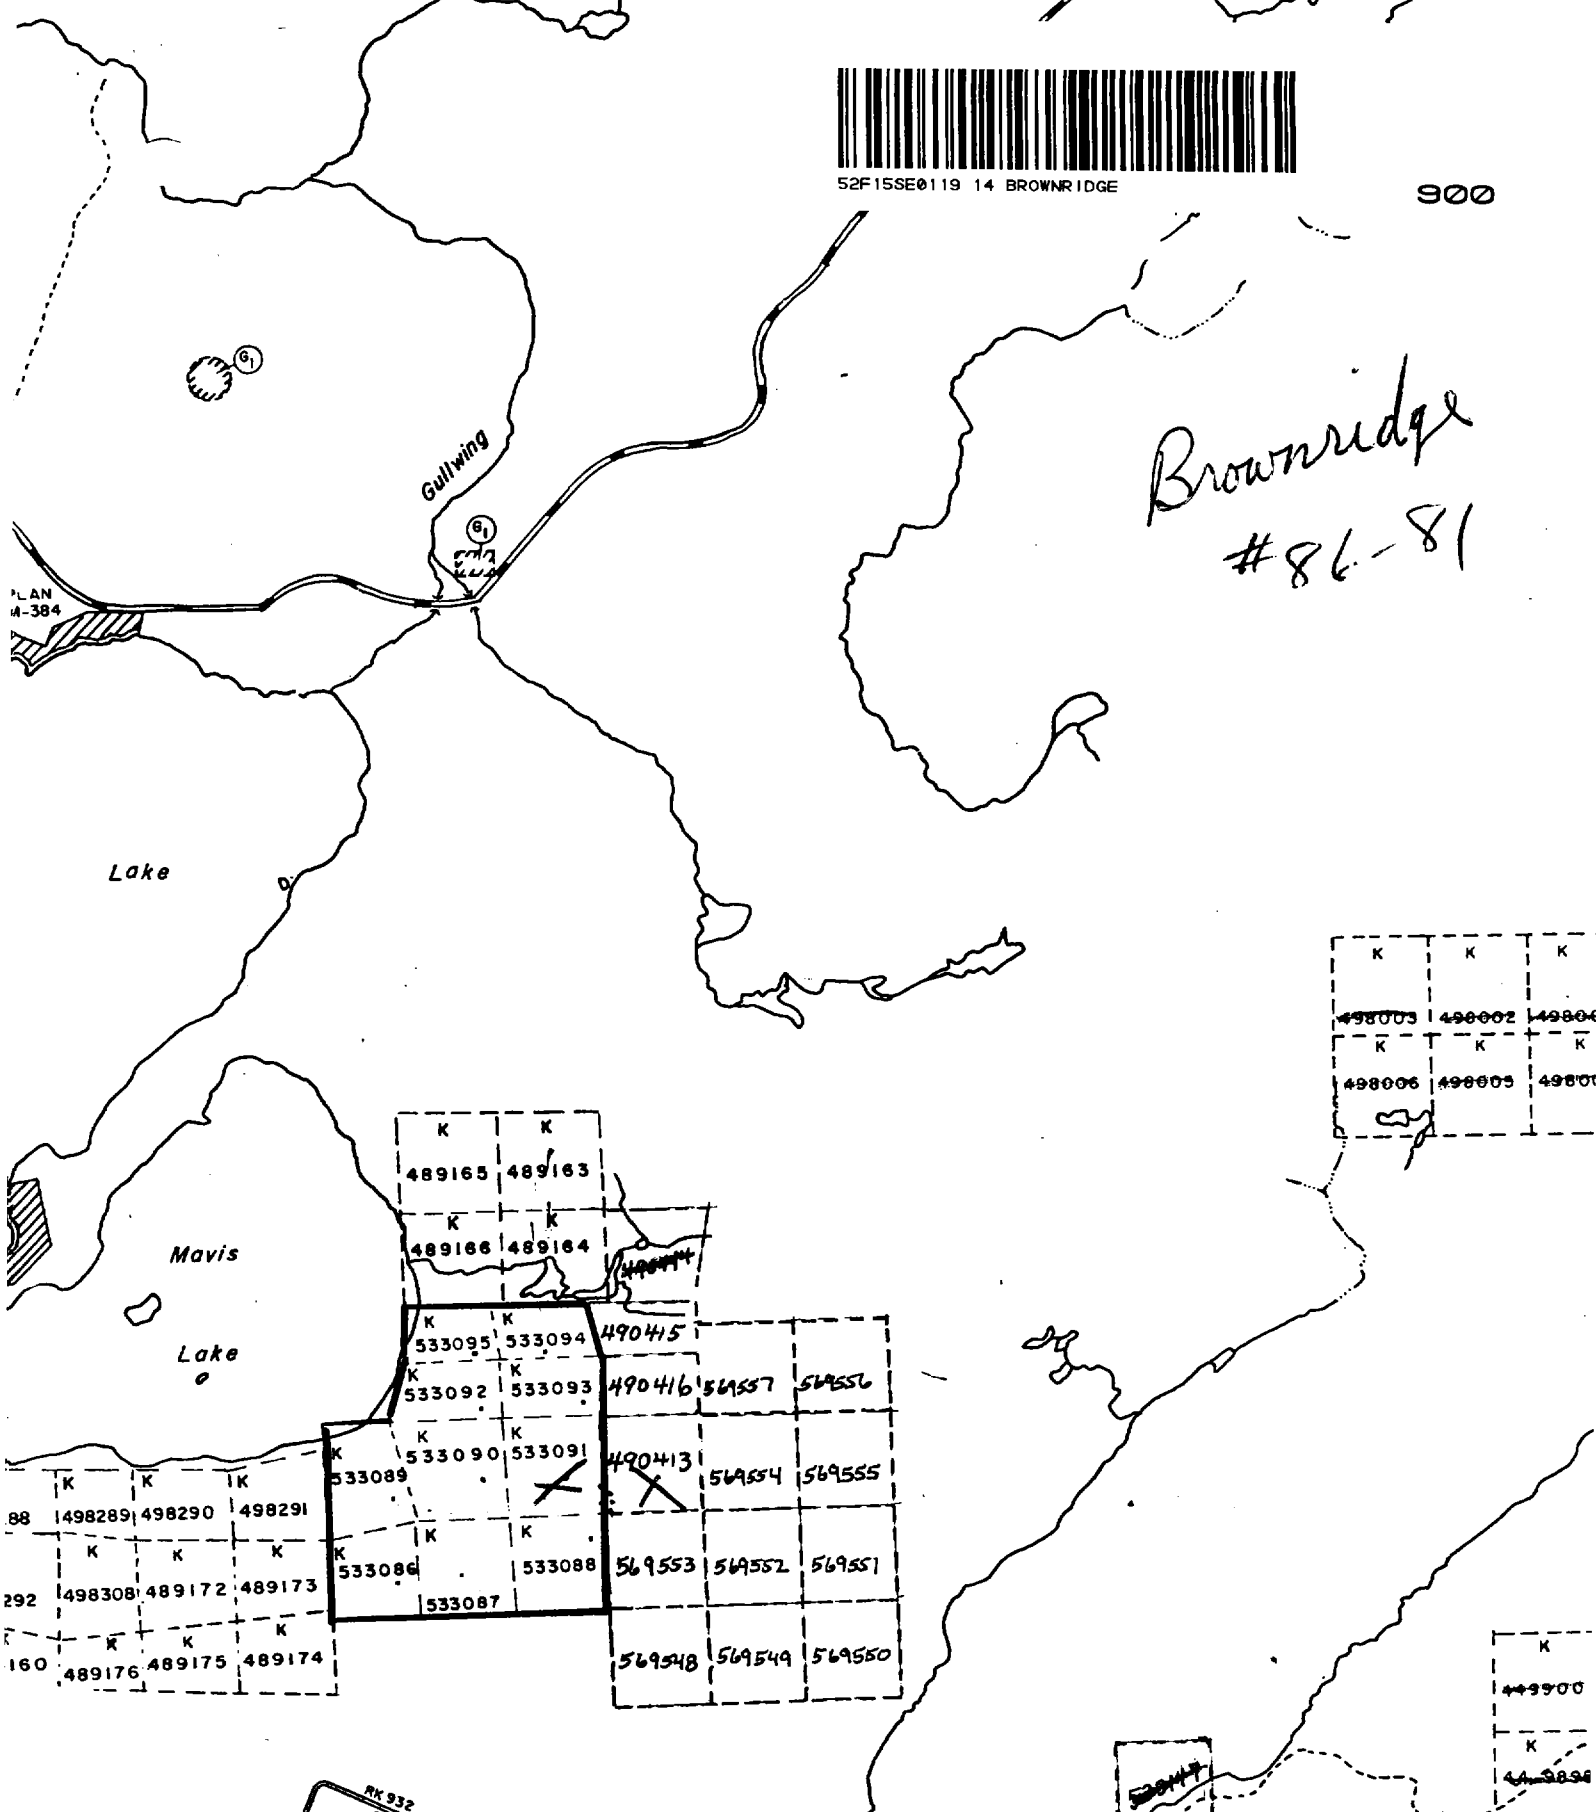 52F15SE0119 14 BROWNRIDGE
900
G1
Gullwing
G1
Brownridge
#86-81
M-384
Lake
K K K
498003 498002
K K K
498006 498005
K K
489165 489163
K K
489166 489164
Mavis
Lake
K K
533095 533094 490415
K K
533092 533093 490416 569557 569556
K K
533090 533091 490413
K
533089 569554 569555
K K K
88 498289 498290 498291
K K K
533086 533088 569553 569552 569551
K K K
292 498308 489172 489173
533087
K K K
160 489176 489175 489174
569548 569549 569550
K
449900
K
RK 932